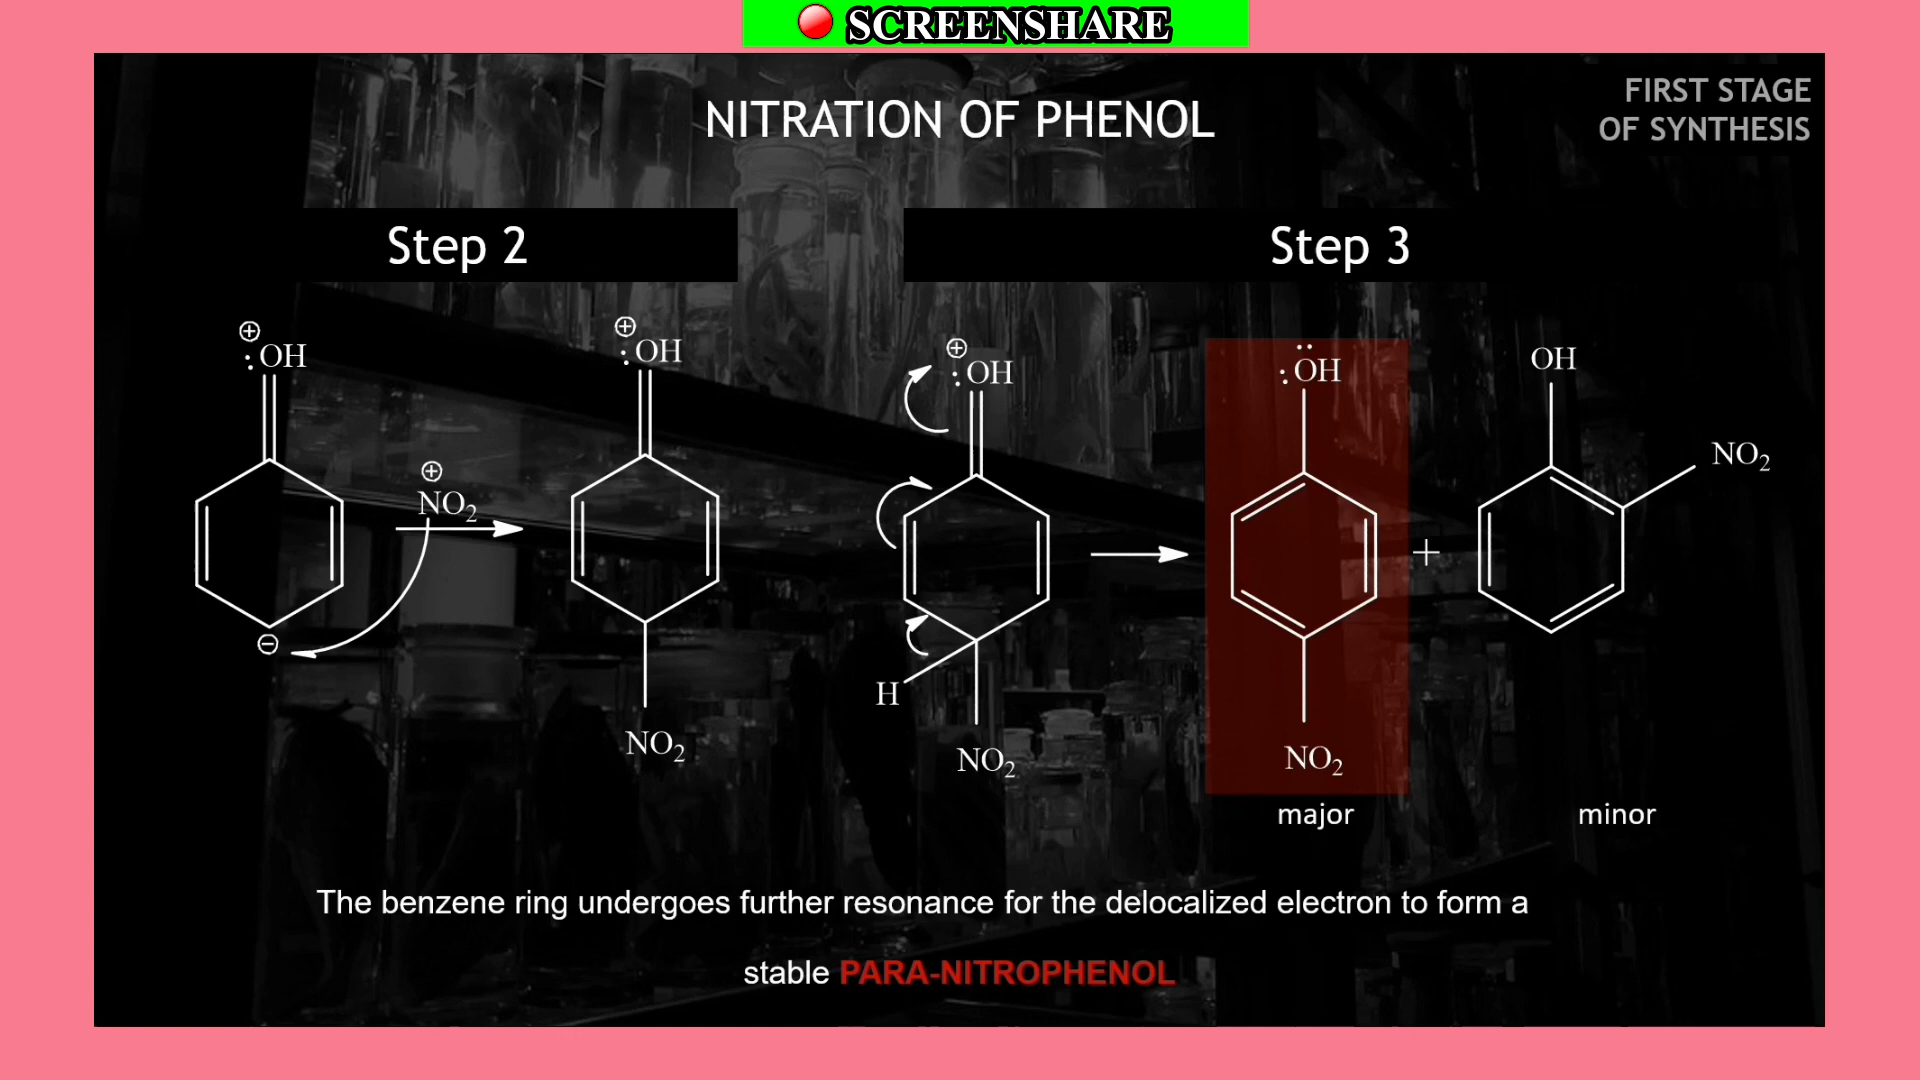 SCREENSHARE
FIRST STAGE
OF SYNTHESIS
NITRATION OF PHENOL
Step 2
Step 3
⊕
:OH
⊕
NO₂
⊖
⊕
:OH
NO₂
⊕
:OH
H
NO₂
:OH
NO₂
major
+
OH
NO₂
minor
The benzene ring undergoes further resonance for the delocalized electron to form a
stable PARA-NITROPHENOL